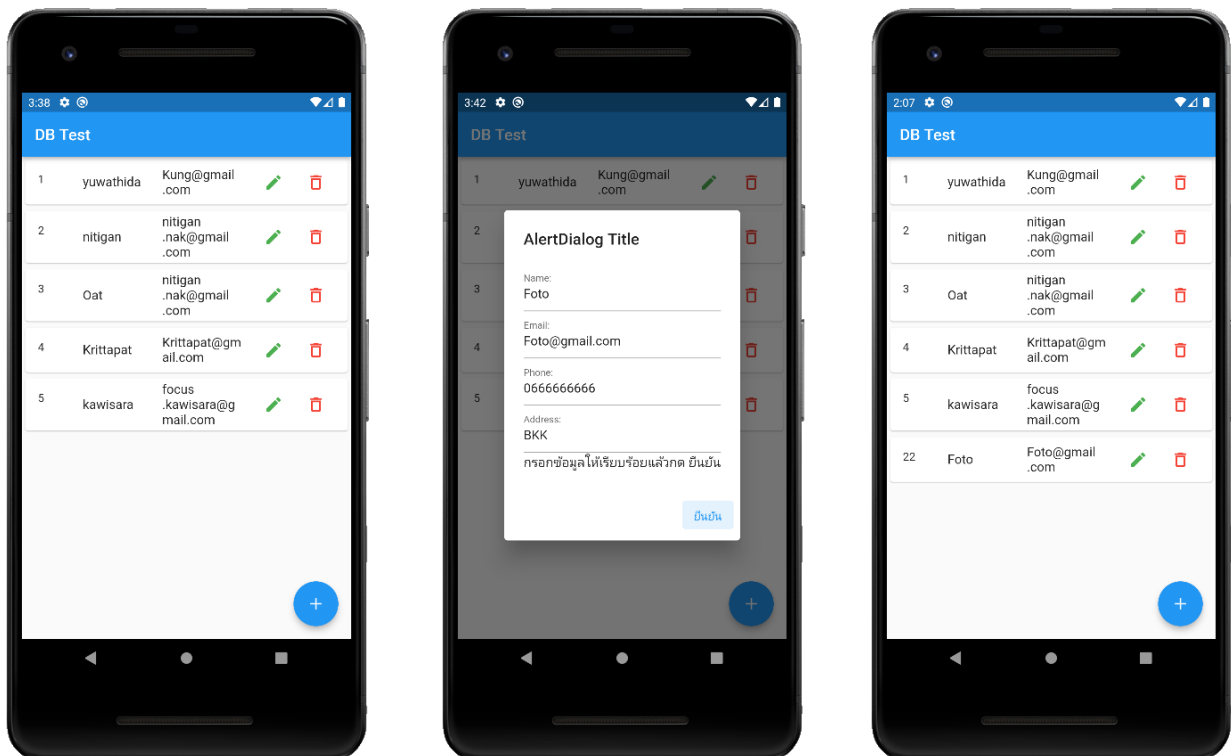 3:38
DB Test
1
yuwathida
Kung@gmail
.com
2
nitigan
nitigan
.nak@gmail
.com
3
Oat
nitigan
.nak@gmail
.com
4
Krittapat
Krittapat@gm
ail.com
5
kawisara
focus
.kawisara@g
mail.com
+
3:42
DB Test
1
yuwathida
Kung@gmail
.com
2
3
4
5
AlertDialog Title
Name:
Foto
Email:
Foto@gmail.com
Phone:
0666666666
Address:
BKK
กรอกข้อมูลให้เรียบร้อยแล้วกด ยืนยัน
ยืนยัน
+
2:07
DB Test
1
yuwathida
Kung@gmail
.com
2
nitigan
nitigan
.nak@gmail
.com
3
Oat
nitigan
.nak@gmail
.com
4
Krittapat
Krittapat@gm
ail.com
5
kawisara
focus
.kawisara@g
mail.com
22
Foto
Foto@gmail
.com
+